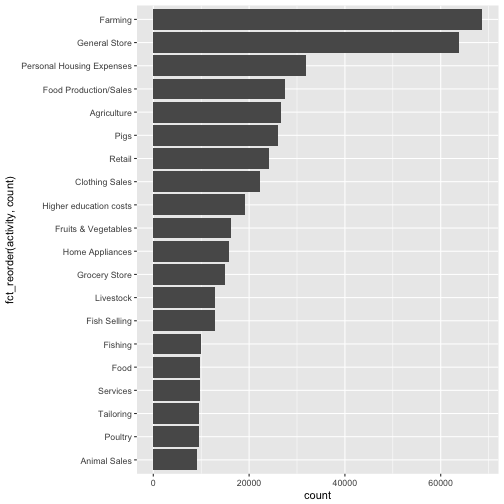 Farming
General Store
Personal Housing Expenses
Food Production/Sales
Agriculture
Pigs
Retail
Clothing Sales
Higher education costs
Fruits & Vegetables
Home Appliances
Grocery Store
Livestock
Fish Selling
Fishing
Food
Services
Tailoring
Poultry
Animal Sales
fct_reorder(activity, count)
0 20000 40000 60000
count